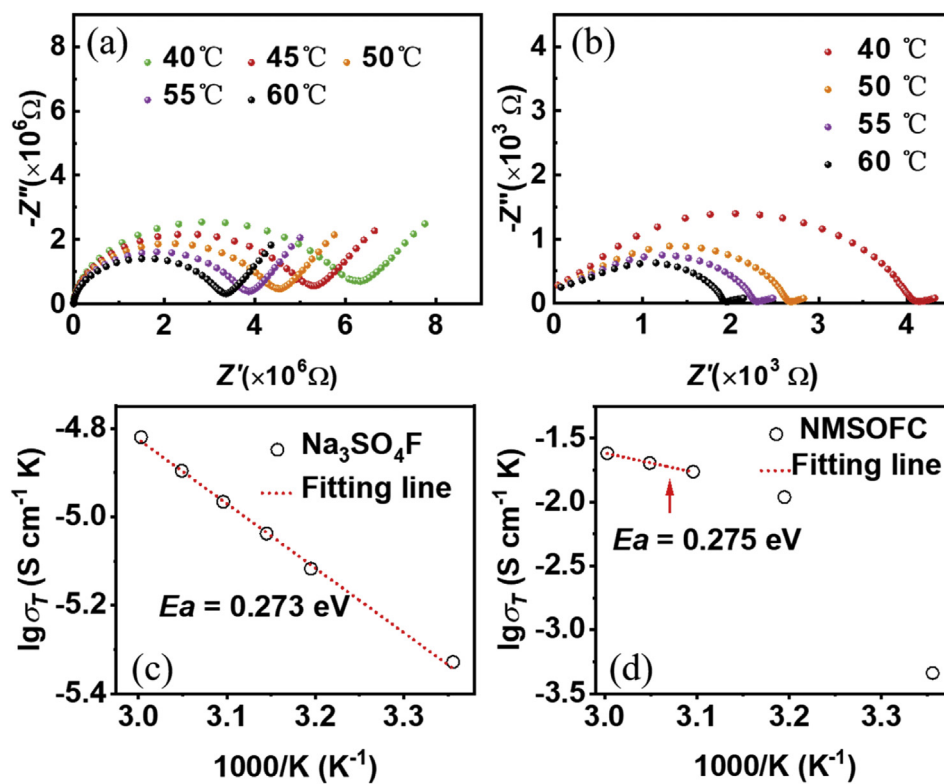 (a)
40℃ 45℃ 50℃
55℃ 60℃
8
6
4
2
0
-Z″(×10⁶Ω)
0 2 4 6 8
Z′(×10⁶Ω)
(b)
40 ℃
50 ℃
55 ℃
60 ℃
4
3
2
1
0
-Z″(×10³ Ω)
1 2 3 4
Z′(×10³ Ω)
-4.8
-5.0
-5.2
-5.4
lgσT (S cm⁻¹ K)
Na₃SO₄F
Fitting line
Ea = 0.273 eV
(c)
3.0 3.1 3.2 3.3
1000/K (K⁻¹)
-1.5
-2.0
-2.5
-3.0
-3.5
lgσT (S cm⁻¹ K)
NMSOFC
Fitting line
Ea = 0.275 eV
(d)
3.0 3.1 3.2 3.3
1000/K (K⁻¹)